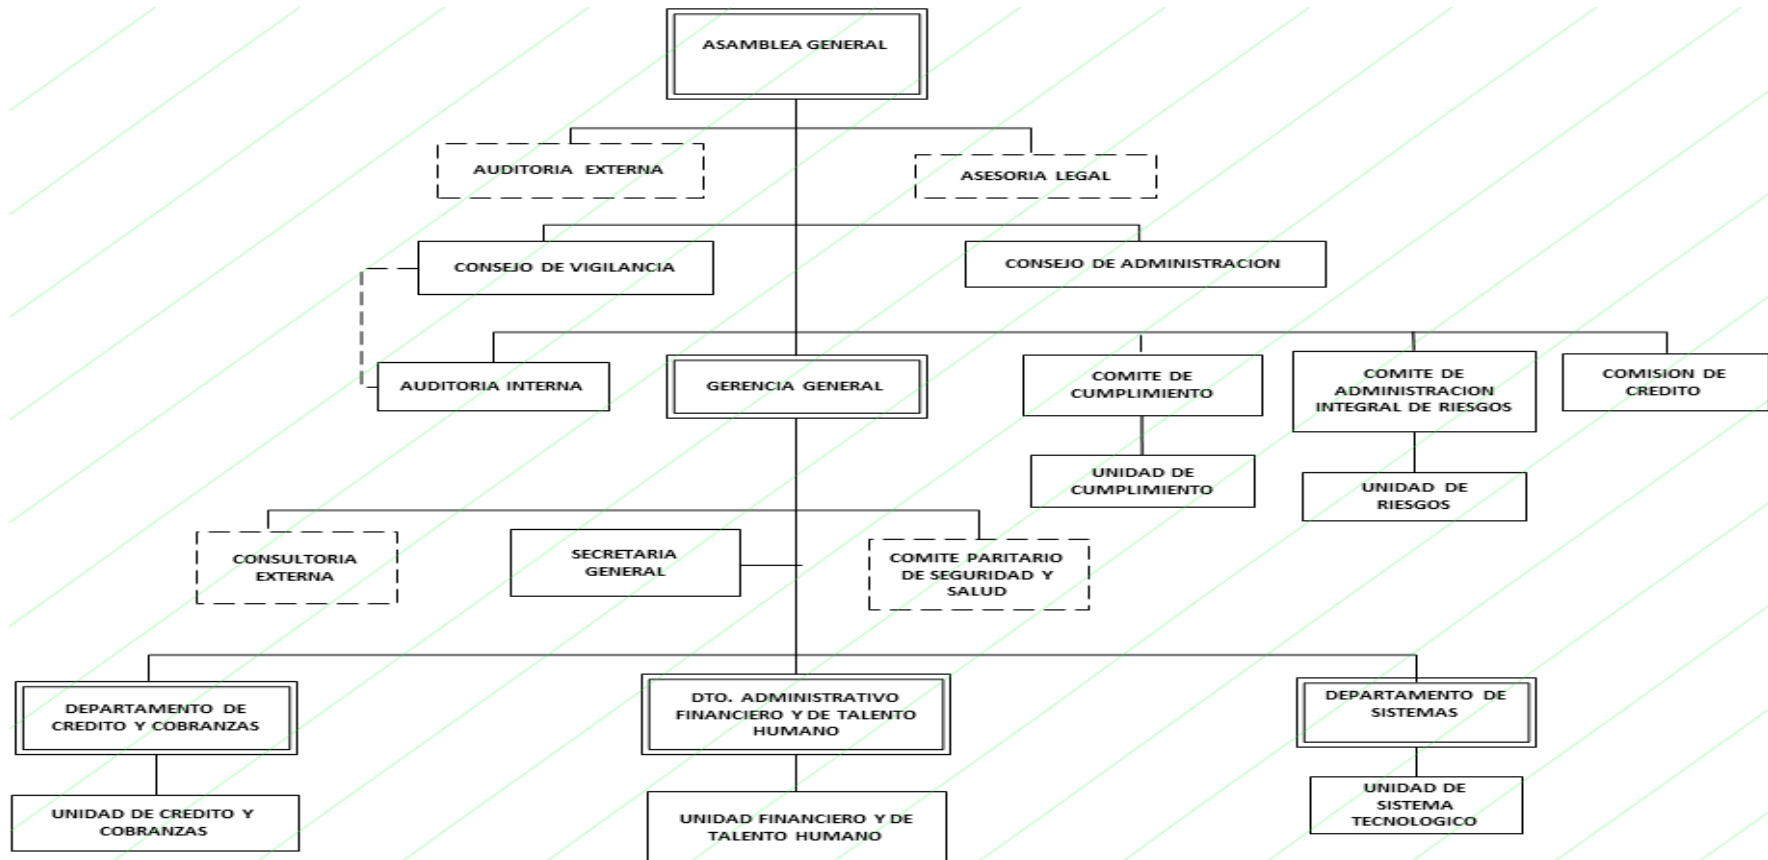 ASAMBLEA GENERAL
AUDITORIA EXTERNA
ASESORIA LEGAL
CONSEJO DE VIGILANCIA
CONSEJO DE ADMINISTRACION
AUDITORIA INTERNA
GERENCIA GENERAL
COMITE DE
CUMPLIMIENTO
COMITE DE
ADMINISTRACION
INTEGRAL DE RIESGOS
COMISION DE
CREDITO
UNIDAD DE
CUMPLIMIENTO
UNIDAD DE
RIESGOS
CONSULTORIA
EXTERNA
SECRETARIA
GENERAL
COMITE PARITARIO
DE SEGURIDAD Y
SALUD
DEPARTAMENTO DE
CREDITO Y COBRANZAS
DTO. ADMINISTRATIVO
FINANCIERO Y DE TALENTO
HUMANO
DEPARTAMENTO DE
SISTEMAS
UNIDAD DE CREDITO Y
COBRANZAS
UNIDAD FINANCIERO Y DE
TALENTO HUMANO
UNIDAD DE
SISTEMA
TECNOLOGICO